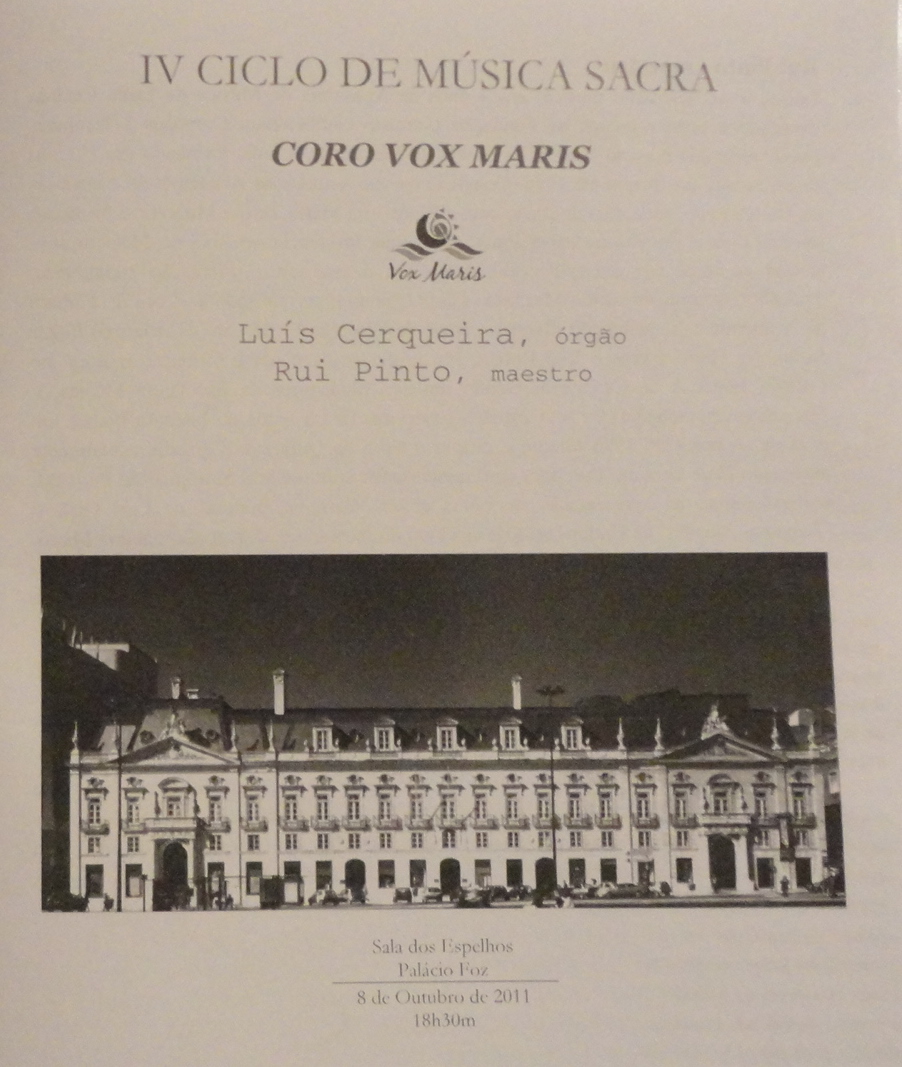 IV CICLO DE MÚSICA SACRA
CORO VOX MARIS
Vox Maris
Luís Cerqueira, órgão
Rui Pinto, maestro
Sala dos Espelhos
Palácio Foz
8 de Outubro de 2011
18h30m